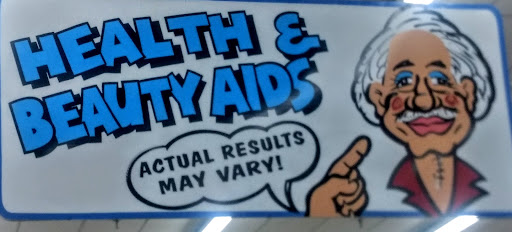 HEALTH &
BEAUTY AIDS
ACTUAL RESULTS
MAY VARY!